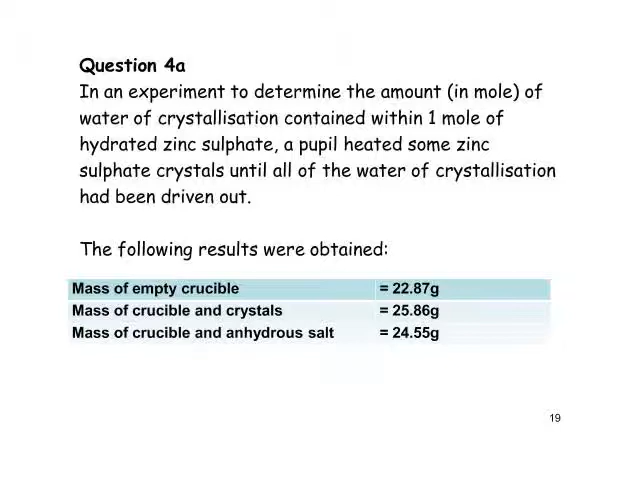 Question 4a
In an experiment to determine the amount (in mole) of
water of crystallisation contained within 1 mole of
hydrated zinc sulphate, a pupil heated some zinc
sulphate crystals until all of the water of crystallisation
had been driven out.
The following results were obtained:
Mass of empty crucible = 22.87g
Mass of crucible and crystals = 25.86g
Mass of crucible and anhydrous salt = 24.55g
19